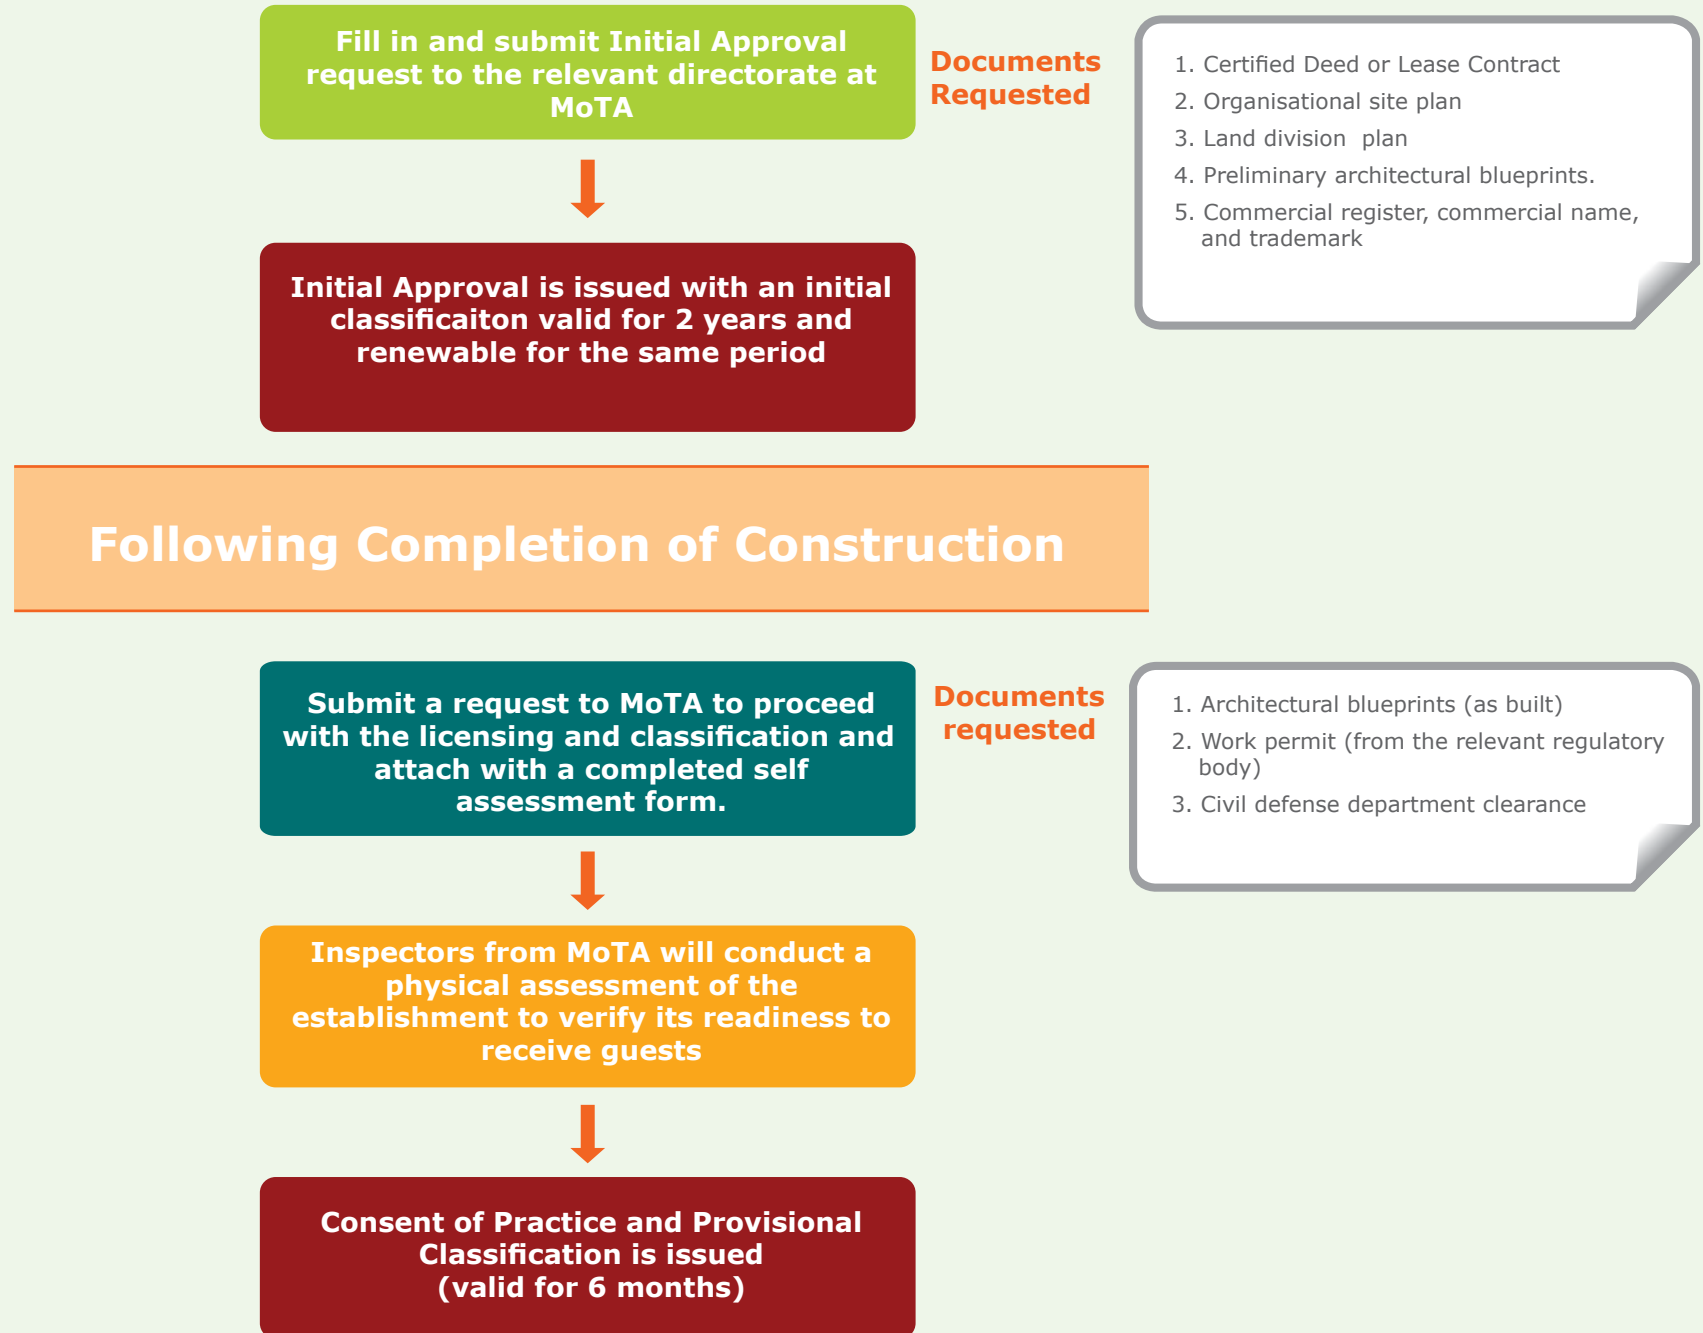 Fill in and submit Initial Approval
request to the relevant directorate at
MoTA
Documents
Requested
1. Certified Deed or Lease Contract
2. Organisational site plan
3. Land division  plan
4. Preliminary architectural blueprints.
5. Commercial register, commercial name,
and trademark
Initial Approval is issued with an initial
classificaiton valid for 2 years and
renewable for the same period
Following Completion of Construction
Submit a request to MoTA to proceed
with the licensing and classification and
attach with a completed self
assessment form.
Documents
requested
1. Architectural blueprints (as built)
2. Work permit (from the relevant regulatory
body)
3. Civil defense department clearance
Inspectors from MoTA will conduct a
physical assessment of the
establishment to verify its readiness to
receive guests
Consent of Practice and Provisional
Classification is issued
(valid for 6 months)